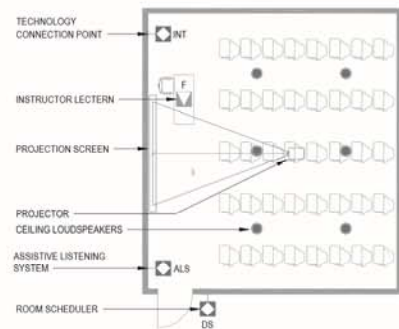 TECHNOLOGY
CONNECTION POINT
INT
F
INSTRUCTOR LECTERN
PROJECTION SCREEN
PROJECTOR
CEILING LOUDSPEAKERS
ASSISTIVE LISTENING
SYSTEM
ALS
ROOM SCHEDULER
DS